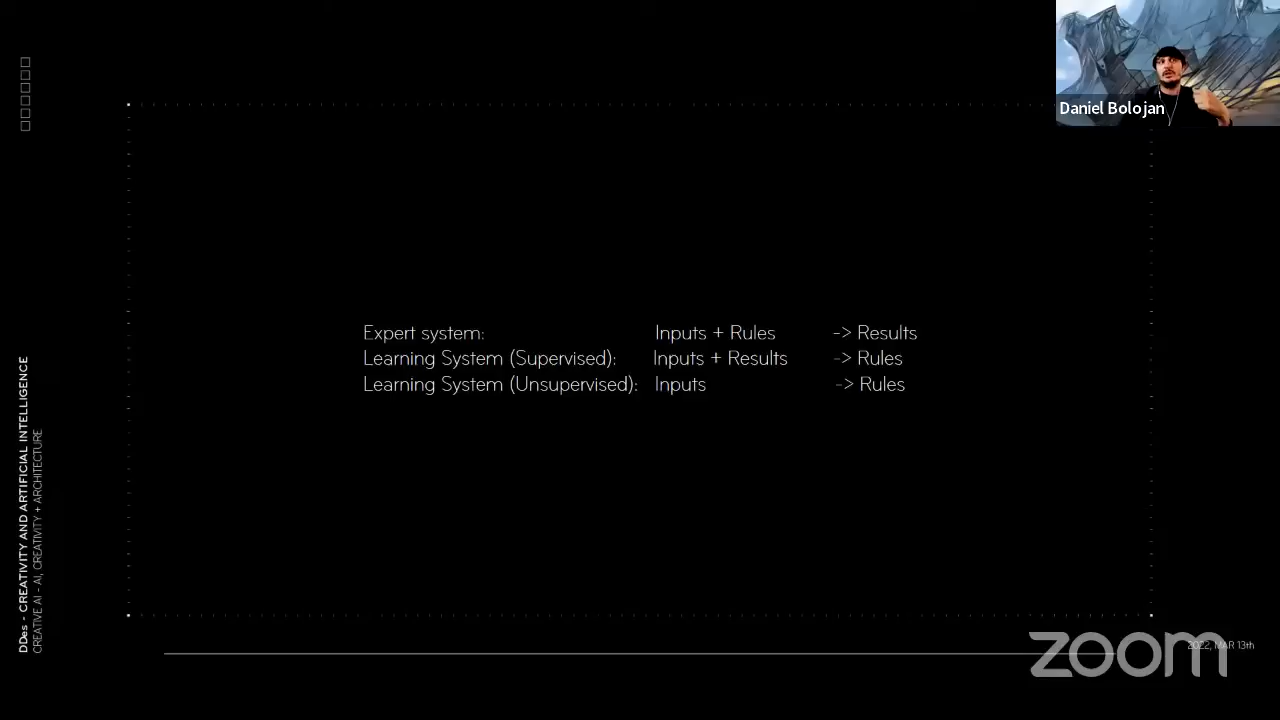 Daniel Bolojan
Expert system: Inputs + Rules -> Results
Learning System (Supervised): Inputs + Results -> Rules
Learning System (Unsupervised): Inputs -> Rules
DDes - CREATIVITY AND ARTIFICIAL INTELLIGENCE
CREATIVE AI - AI, CREATIVITY + ARCHITECTURE
zoom
2022, MAR 13th